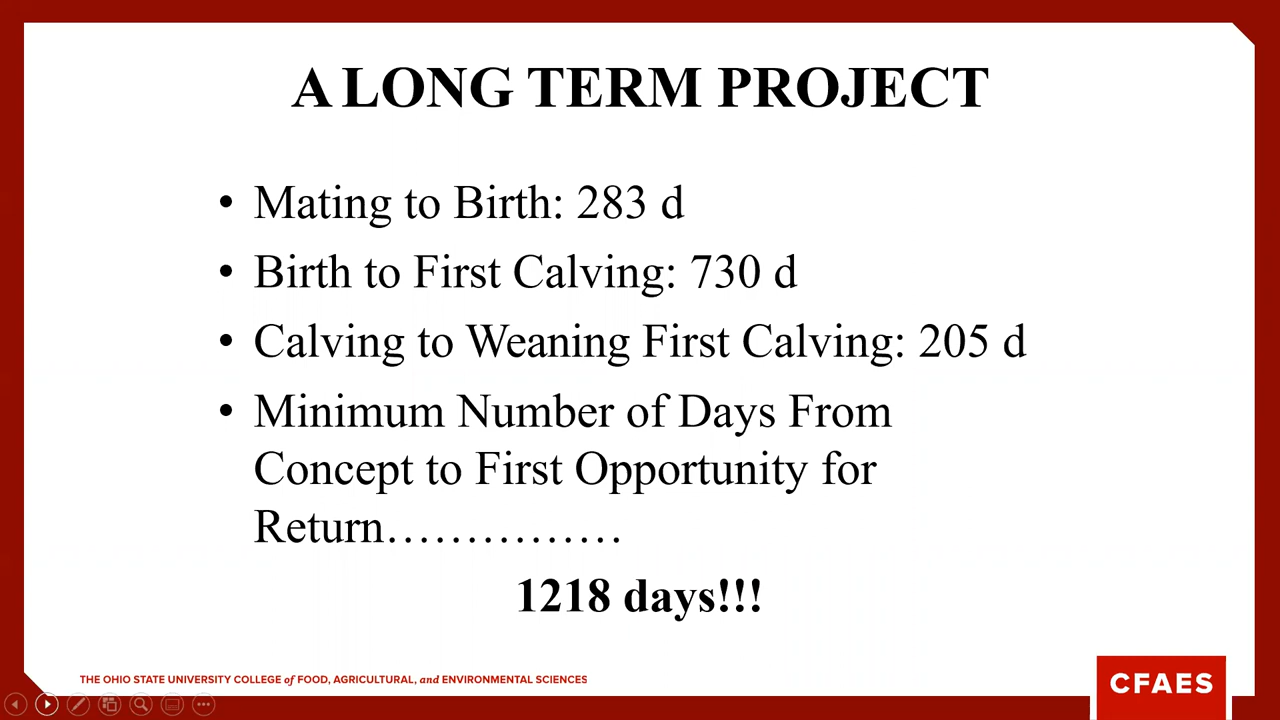 A LONG TERM PROJECT
• Mating to Birth: 283 d
• Birth to First Calving: 730 d
• Calving to Weaning First Calving: 205 d
• Minimum Number of Days From
Concept to First Opportunity for
Return……………
1218 days!!!
THE OHIO STATE UNIVERSITY COLLEGE of FOOD, AGRICULTURAL, and ENVIRONMENTAL SCIENCES
CFAES